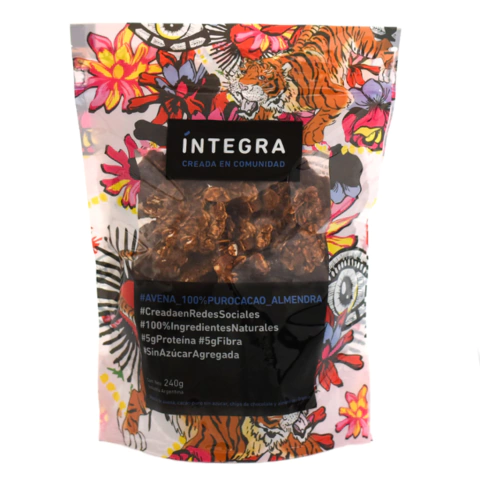 ÍNTEGRA
CREADA EN COMUNIDAD
#AVENA_100%PUROCACAO_ALMENDRA
#CreadaenRedesSociales
#100%IngredientesNaturales
#5gProteína #5gFibra
#SinAzúcarAgregada
240g